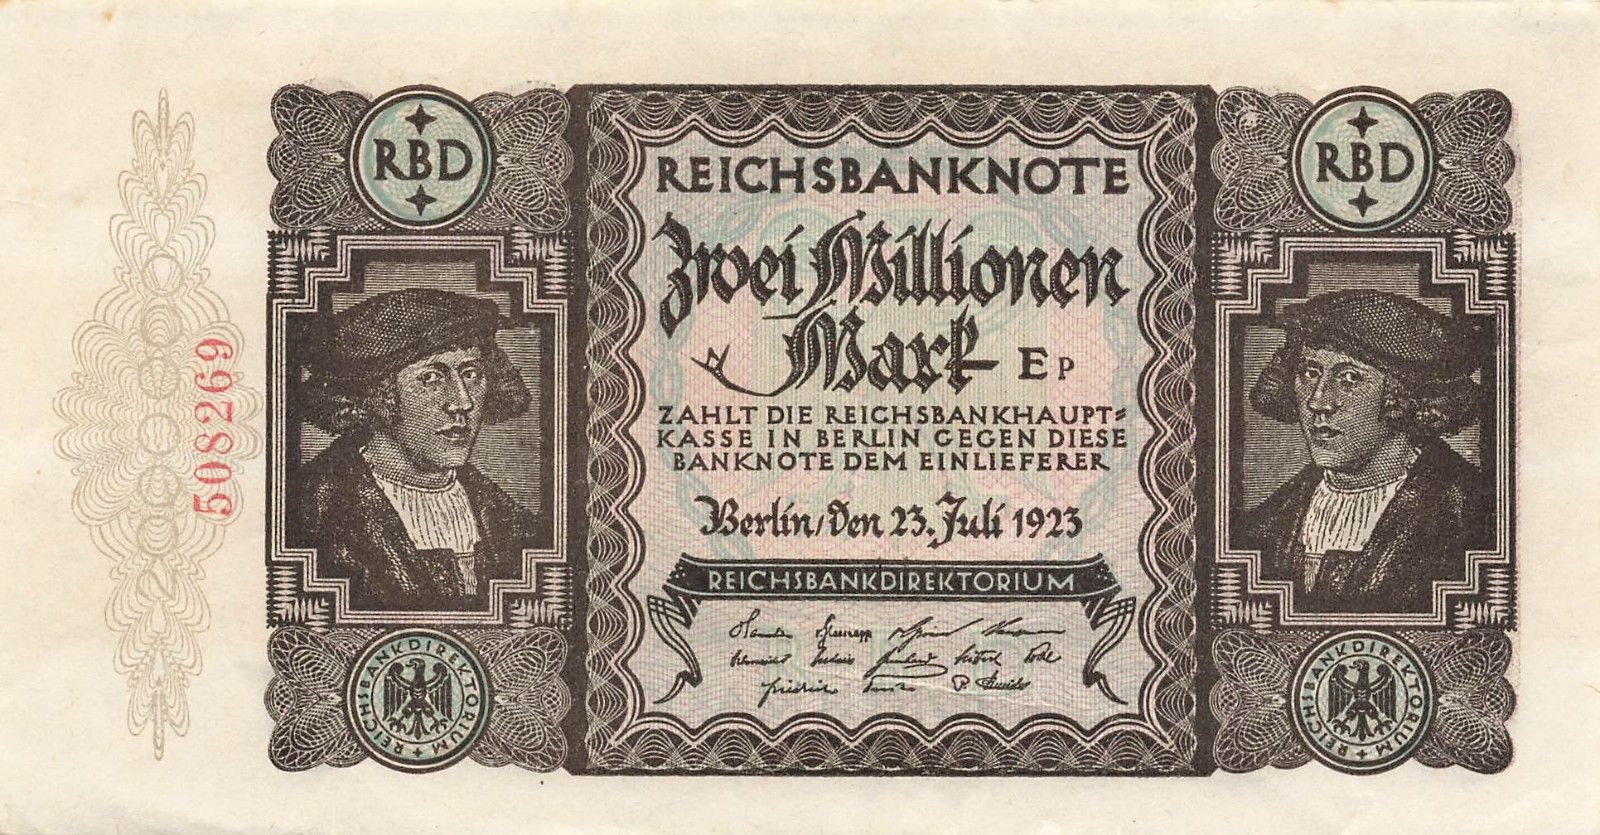 RBD
RBD
REICHSBANKNOTE
Zwei Millionen
Mark
EP
ZAHLT DIE REICHSBANKHAUPT=
KASSE IN BERLIN GEGEN DIESE
BANKNOTE DEM EINLIEFERER
Berlin, den 23. Juli 1923
REICHSBANKDIREKTORIUM
508269
2000000
REICHSBANKDIREKTORIUM
REICHSBANKDIREKTORIUM